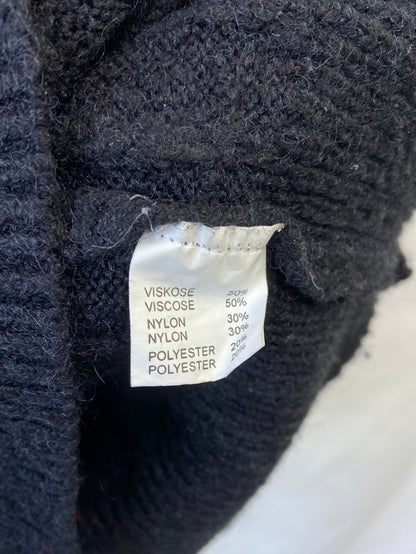 VISKOSE 50%
VISCOSE 50%
NYLON 30%
NYLON 30%
POLYESTER 20%
POLYESTER 20%